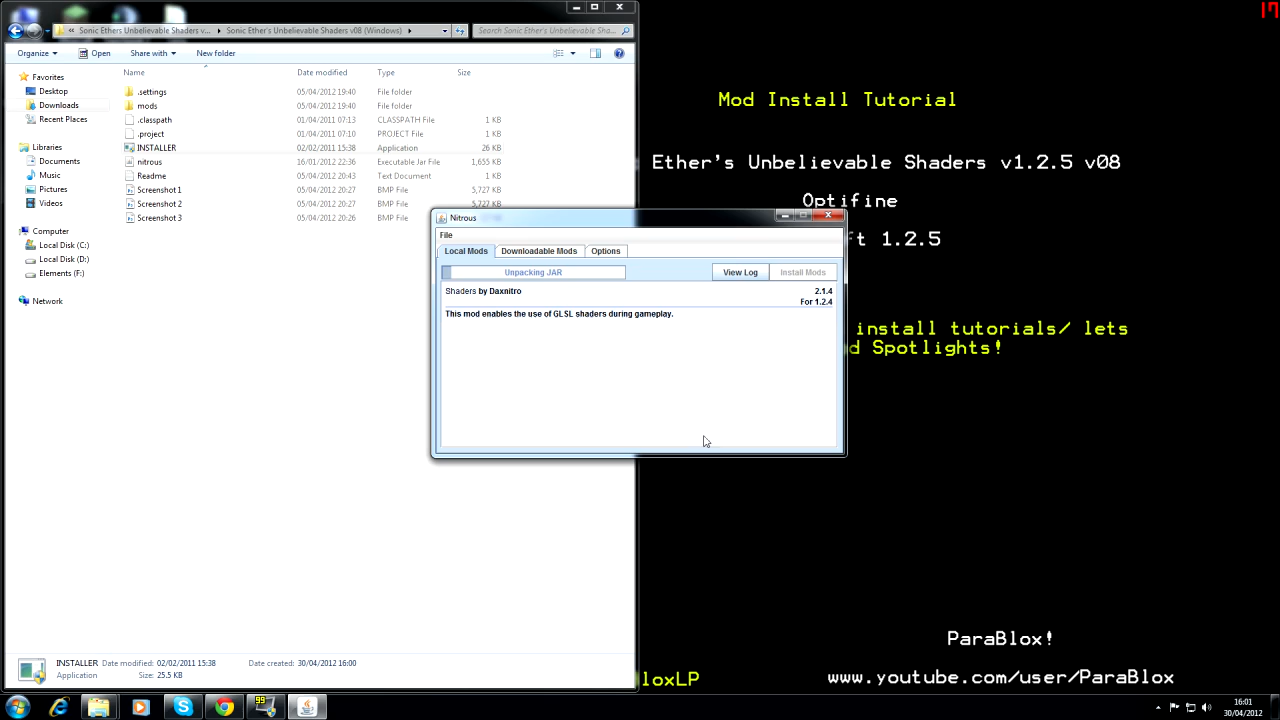 17
Sonic Ethers Unbelievable Shaders v... Sonic Ether's Unbelievable Shaders v08 (Windows)
Search Sonic Ether's Unbelievable Sha...
Organize Open Share with New folder
Name Date modified Type Size
Favorites
Desktop
Downloads
Recent Places
Libraries
Documents
Music
Pictures
Videos
Computer
Local Disk (C:)
Local Disk (D:)
Elements (F:)
Network
.settings 05/04/2012 19:40 File folder
mods 05/04/2012 19:40 File folder
.classpath 01/04/2011 07:13 CLASSPATH File 1 KB
.project 01/04/2011 07:10 PROJECT File 1 KB
INSTALLER 02/02/2011 15:38 Application 26 KB
nitrous 16/01/2012 22:36 Executable Jar File 1,655 KB
Readme 05/04/2012 20:43 Text Document 1 KB
Screenshot 1 05/04/2012 20:27 BMP File 5,727 KB
Screenshot 2 05/04/2012 20:27 BMP File 5,727 KB
Screenshot 3 05/04/2012 20:26 BMP File
Mod Install Tutorial
Ether's Unbelievable Shaders v1.2.5 v08
Optifine
ft 1.2.5
install tutorials/ lets
d Spotlights!
Nitrous
File
Local Mods Downloadable Mods Options
Unpacking JAR View Log Install Mods
Shaders by Daxnitro 2.1.4
For 1.2.4
This mod enables the use of GLSL shaders during gameplay.
ParaBlox!
loxLP www.youtube.com/user/ParaBlox
INSTALLER Date modified: 02/02/2011 15:38 Date created: 30/04/2012 16:00
Application Size: 25.5 KB
99
16:01
30/04/2012